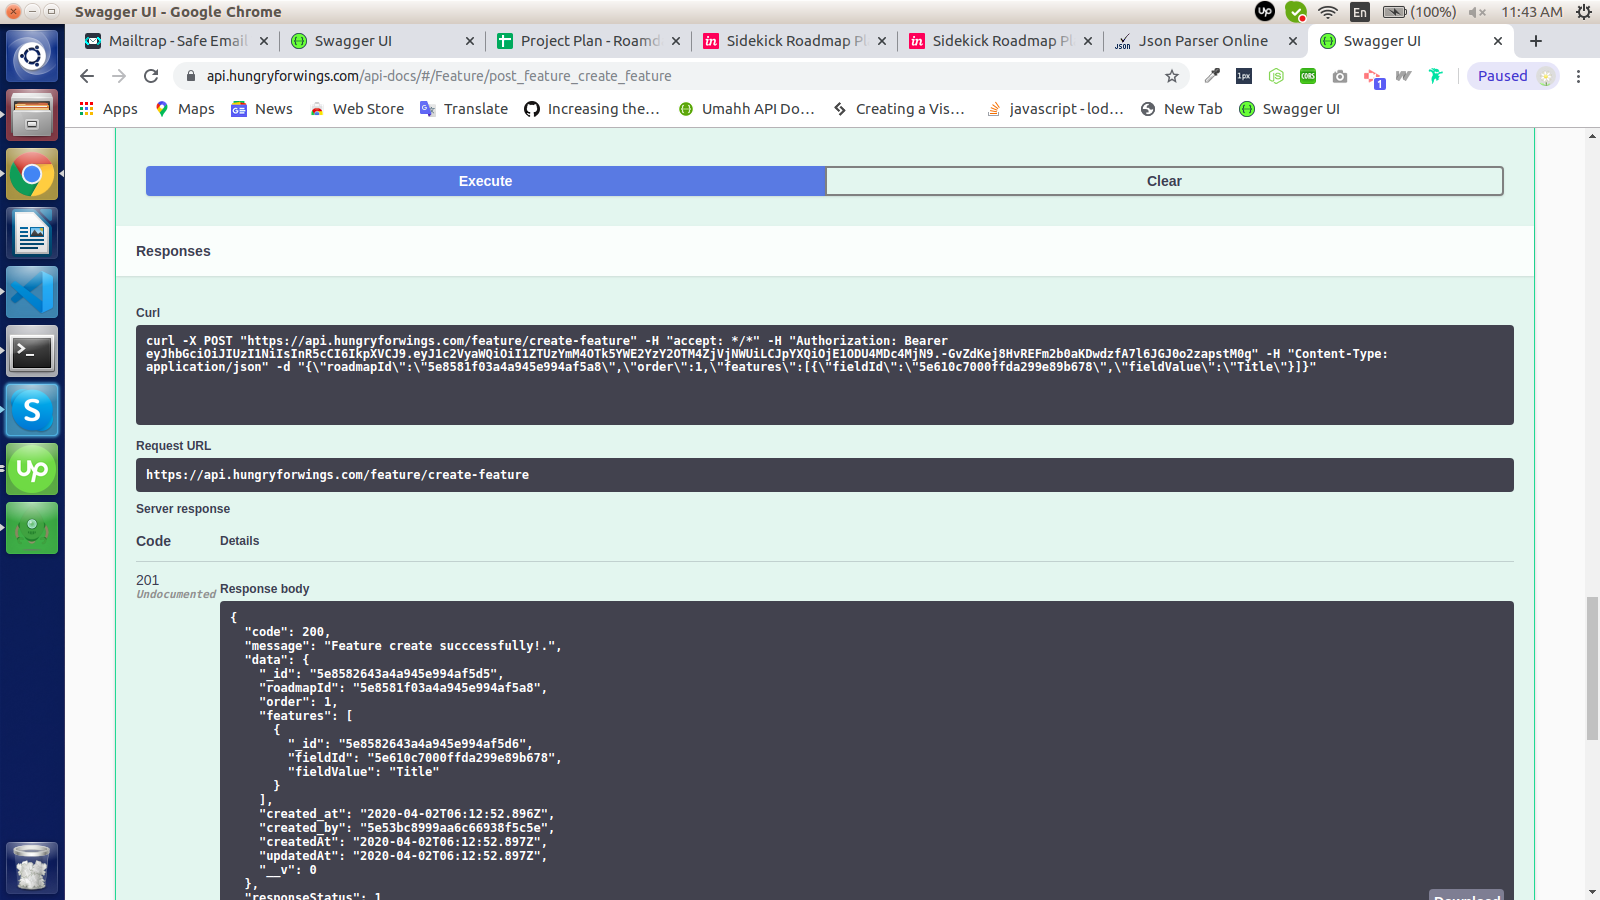 Swagger UI - Google Chrome
Up
En
(100%)
11:43 AM
Mailtrap - Safe Email
Swagger UI
Project Plan - Roamd
in Sidekick Roadmap Pl
in Sidekick Roadmap Pl
Json Json Parser Online
Swagger UI
api.hungryforwings.com/api-docs/#/Feature/post_feature_create_feature
1px
CORS
1
Paused
Apps
Maps
News
Web Store
Translate
Increasing the...
Umahh API Do...
Creating a Vis...
javascript - lod...
New Tab
Swagger UI
Execute
Clear
Responses
Curl
curl -X POST "https://api.hungryforwings.com/feature/create-feature" -H "accept: */*" -H "Authorization: Bearer
-H "Content-Type:
application/json" -d "{\"roadmapId\":\"5e8581f03a4a945e994af5a8\",\"order\":1,\"features\":[{\"fieldId\":\"5e610c7000ffda299e89b678\",\"fieldValue\":\"Title\"}]}"
Request URL
https://api.hungryforwings.com/feature/create-feature
Server response
Code
Details
201
Undocumented
Response body
{
"code": 200,
"message": "Feature create succcessfully!.",
"data": {
"_id": "5e8582643a4a945e994af5d5",
"roadmapId": "5e8581f03a4a945e994af5a8",
"order": 1,
"features": [
{
"_id": "5e8582643a4a945e994af5d6",
"fieldId": "5e610c7000ffda299e89b678",
"fieldValue": "Title"
}
],
"created_at": "2020-04-02T06:12:52.896Z",
"created_by": "5e53bc8999aa6c66938f5c5e",
"createdAt": "2020-04-02T06:12:52.897Z",
"updatedAt": "2020-04-02T06:12:52.897Z",
"__v": 0
},
"responseStatus": 1
Download